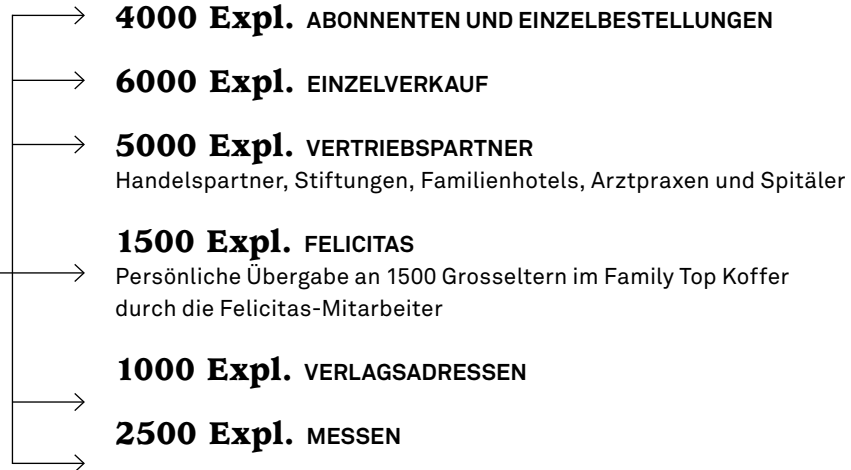 4000 Expl. ABONNENTEN UND EINZELBESTELLUNGEN
6000 Expl. EINZELVERKAUF
5000 Expl. VERTRIEBSPARTNER
Handelspartner, Stiftungen, Familienhotels, Arztpraxen und Spitäler
1500 Expl. FELICITAS
Persönliche Übergabe an 1500 Grosseltern im Family Top Koffer
durch die Felicitas-Mitarbeiter
1000 Expl. VERLAGSADRESSEN
2500 Expl. MESSEN